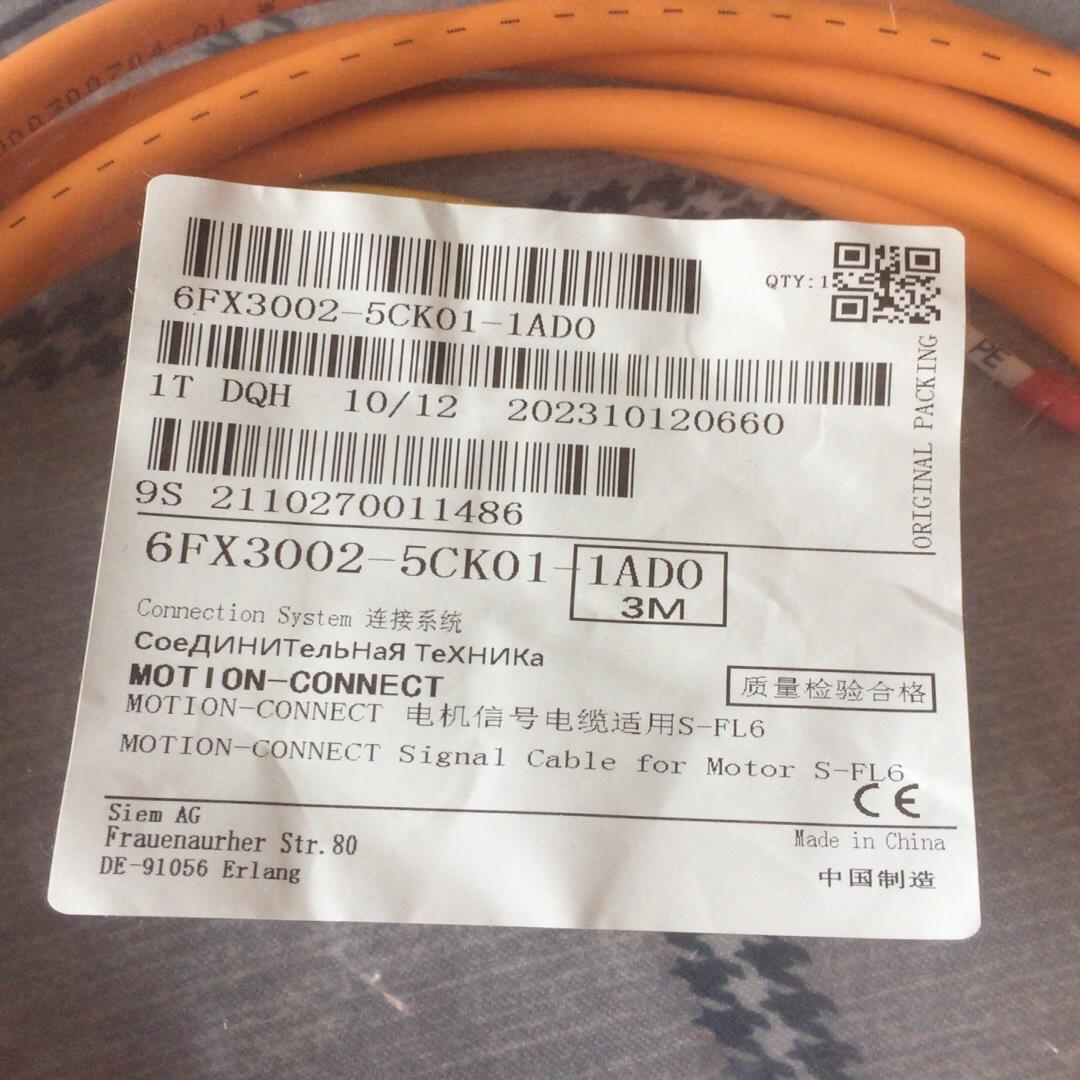 QTY:1
6FX3002-5CK01-1AD0
1T DQH 10/12 202310120660
9S 2110270011486
ORIGINAL PACKING
6FX3002-5CK01-1AD0
3M
Connection System 连接系统
СоеДИНИТелЬНаЯ ТеХНИКа
MOTION-CONNECT
质量检验合格
MOTION-CONNECT 电机信号电缆适用S-FL6
MOTION-CONNECT Signal Cable for Motor S-FL6
CE
Siem AG
Frauenaurher Str.80
DE-91056 Erlang
Made in China
中国制造
PE